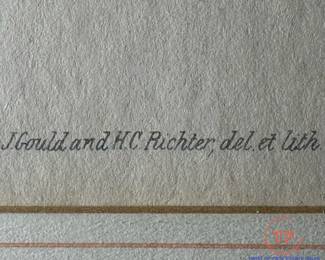 J. Gould and H.C. Richter, del. et lith.